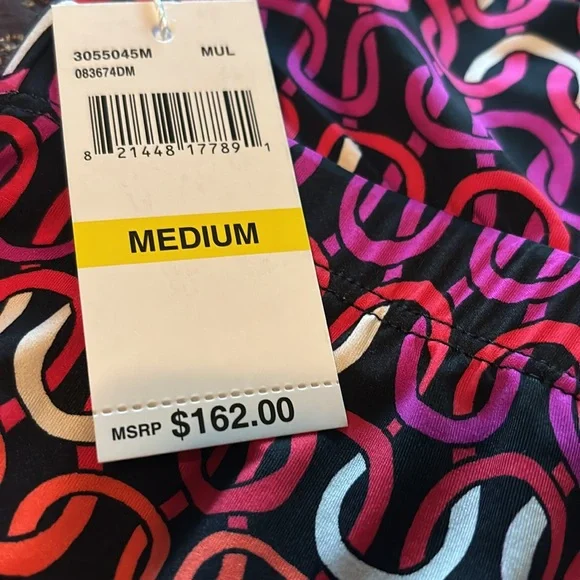 3055045M MUL
083674DM
8 21448 17789 1
MEDIUM
MSRP $162.00